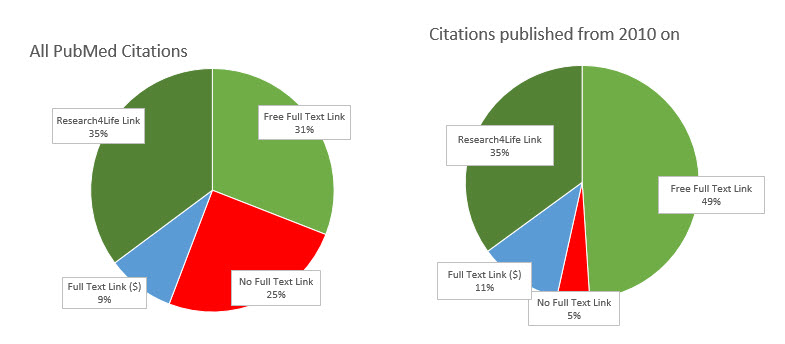 All PubMed Citations
Research4Life Link
35%
Free Full Text Link
31%
Full Text Link ($)
9%
No Full Text Link
25%
Citations published from 2010 on
Research4Life Link
35%
Free Full Text Link
49%
Full Text Link ($)
11%
No Full Text Link
5%